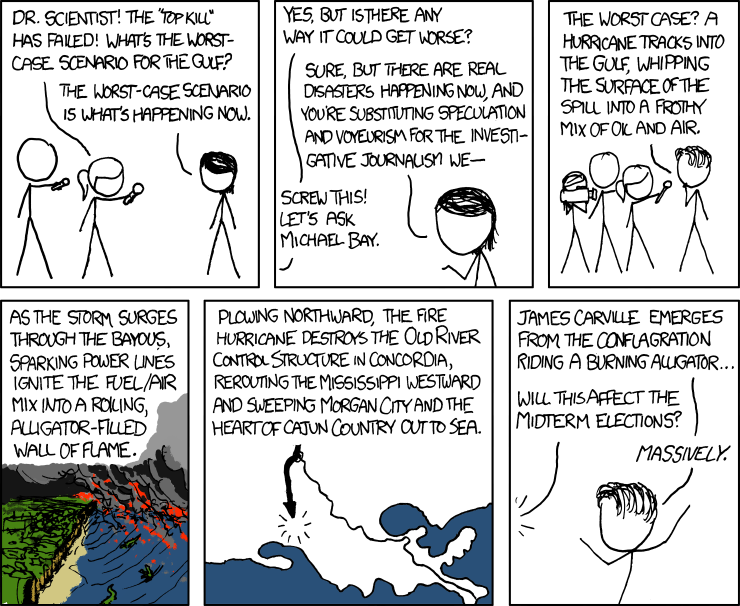 DR. SCIENTIST! THE "TOP KILL"
HAS FAILED! WHAT'S THE WORST-
CASE SCENARIO FOR THE GULF?
THE WORST-CASE SCENARIO
IS WHAT'S HAPPENING NOW.
YES, BUT IS THERE ANY
WAY IT COULD GET WORSE?
SURE, BUT THERE ARE REAL
DISASTERS HAPPENING NOW, AND
YOU'RE SUBSTITUTING SPECULATION
AND VOYEURISM FOR THE INVESTI-
GATIVE JOURNALISM WE—
SCREW THIS!
LET'S ASK
MICHAEL BAY.
THE WORST CASE? A
HURRICANE TRACKS INTO
THE GULF, WHIPPING
THE SURFACE OF THE
SPILL INTO A FROTHY
MIX OF OIL AND AIR.
AS THE STORM SURGES
THROUGH THE BAYOUS,
SPARKING POWER LINES
IGNITE THE FUEL/AIR
MIX INTO A ROILING,
ALLIGATOR-FILLED
WALL OF FLAME.
PLOWING NORTHWARD, THE FIRE
HURRICANE DESTROYS THE OLD RIVER
CONTROL STRUCTURE IN CONCORDIA,
REROUTING THE MISSISSIPPI WESTWARD
AND SWEEPING MORGAN CITY AND THE
HEART OF CAJUN COUNTRY OUT TO SEA.
JAMES CARVILLE EMERGES
FROM THE CONFLAGRATION
RIDING A BURNING ALLIGATOR...
WILL THIS AFFECT THE
MIDTERM ELECTIONS?
MASSIVELY.